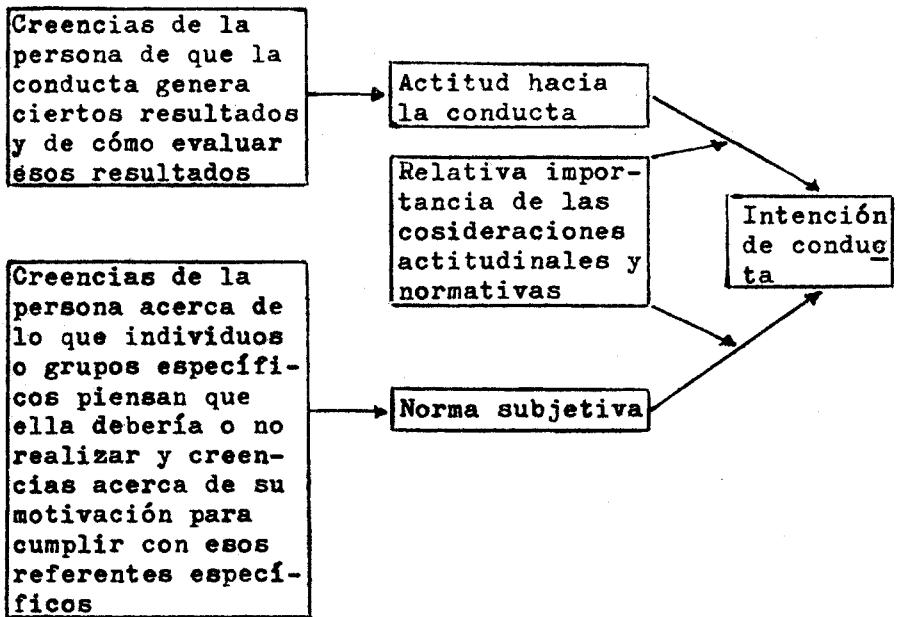 Creencias de la
persona de que la
conducta genera
ciertos resultados
y de cómo evaluar
esos resultados
Actitud hacia
la conducta
Relativa impor-
tancia de las
cosideraciones
actitudinales y
normativas
Intención
de conduc
ta
Creencias de la
persona acerca de
lo que individuos
o grupos específi-
cos piensan que
ella debería o no
realizar y creen-
cias acerca de su
motivación para
cumplir con esos
referentes especí-
ficos
Norma subjetiva